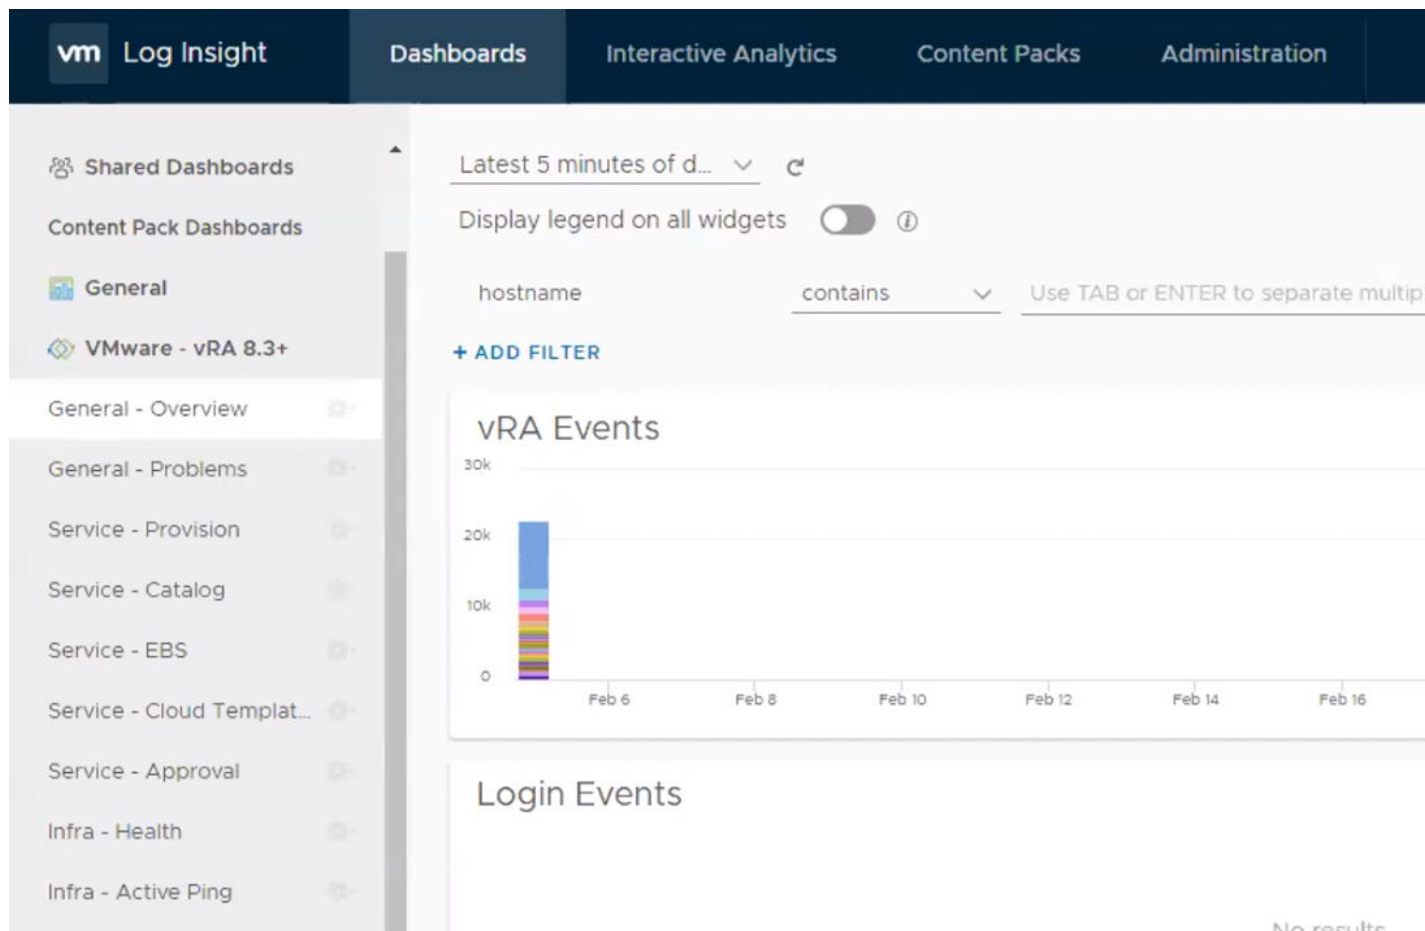 vm Log Insight
Dashboards
Interactive Analytics
Content Packs
Administration
Shared Dashboards
Content Pack Dashboards
General
VMware - vRA 8.3+
General - Overview
General - Problems
Service - Provision
Service - Catalog
Service - EBS
Service - Cloud Templat...
Service - Approval
Infra - Health
Infra - Active Ping
Latest 5 minutes of d...
Display legend on all widgets
hostname
contains
Use TAB or ENTER to separate multip
+ ADD FILTER
vRA Events
30k
20k
10k
0
Feb 6
Feb 8
Feb 10
Feb 12
Feb 14
Feb 16
Login Events
No results